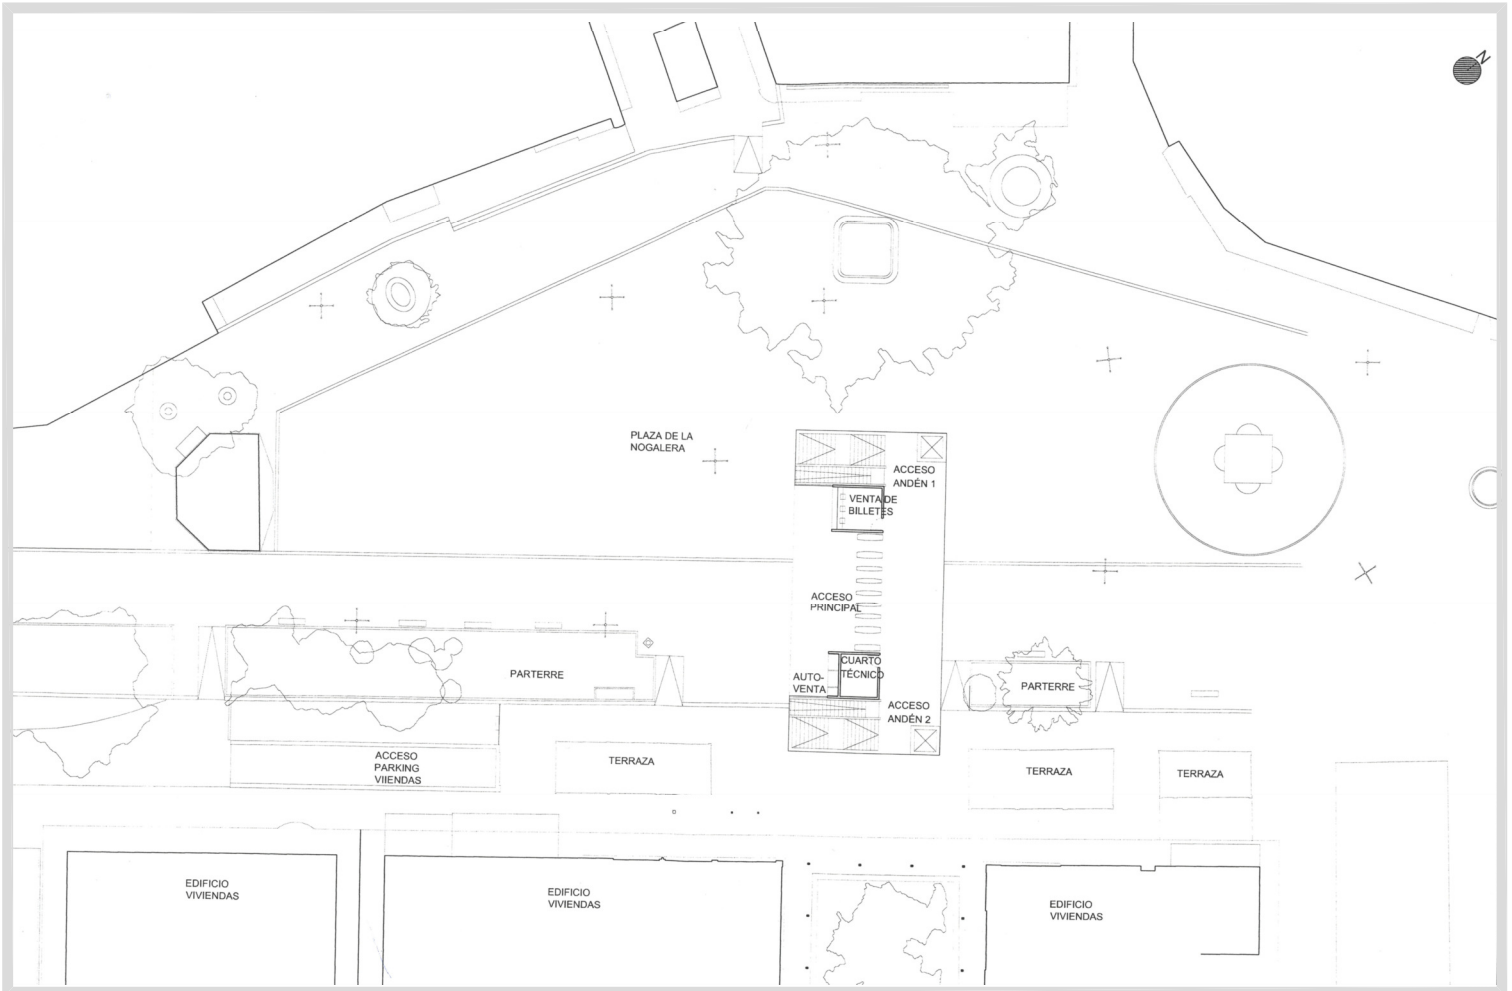 N
PLAZA DE LA
NOGALERA
ACCESO
ANDÉN 1
VENTA DE
BILLETES
ACCESO
PRINCIPAL
CUARTO
TÉCNICO
AUTO-
VENTA
ACCESO
ANDÉN 2
PARTERRE
PARTERRE
ACCESO
PARKING
VIIENDAS
TERRAZA
TERRAZA
TERRAZA
EDIFICIO
VIVIENDAS
EDIFICIO
VIVIENDAS
EDIFICIO
VIVIENDAS